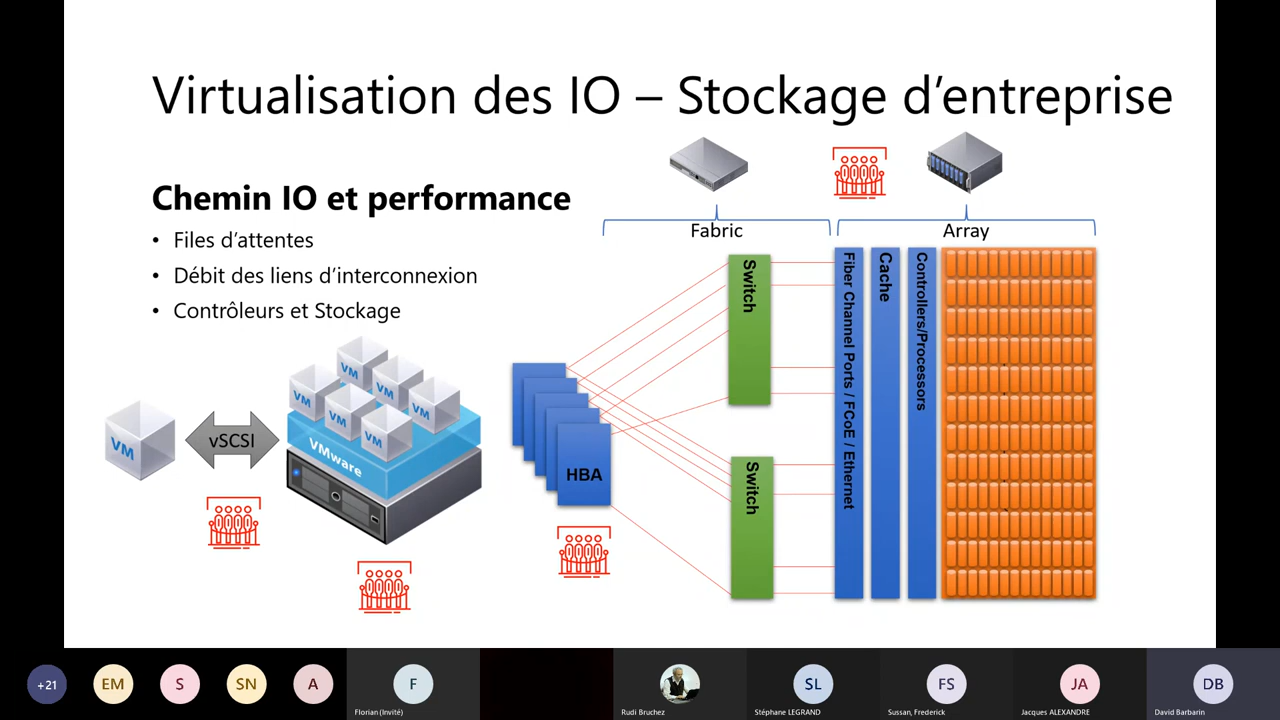 Virtualisation des IO – Stockage d’entreprise
Chemin IO et performance
• Files d’attentes
• Débit des liens d’interconnexion
• Contrôleurs et Stockage
Fabric
Array
Switch
Fiber Channel Ports / FCoE / Ethernet
Cache
Controllers/Processors
VM
VM
VM
VM
VM
VM
VM
vSCSI
VMware
HBA
Switch
+21
EM
S
SN
A
F
SL
FS
JA
DB
Florian (Invité)
Rudi Bruchez
Stéphane LEGRAND
Sussan, Frederick
Jacques ALEXANDRE
David Barbarin